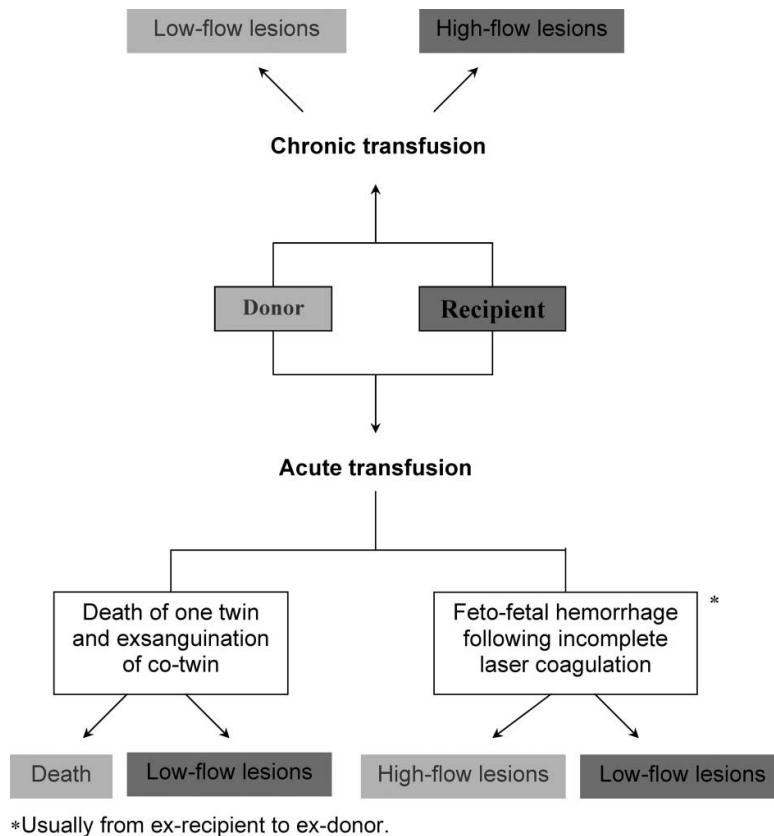 Low-flow lesions
High-flow lesions
Chronic transfusion
Donor
Recipient
Acute transfusion
Death of one twin
and exsanguination
of co-twin
Feto-fetal hemorrhage
following incomplete
laser coagulation
*
Death
Low-flow lesions
High-flow lesions
Low-flow lesions
*Usually from ex-recipient to ex-donor.